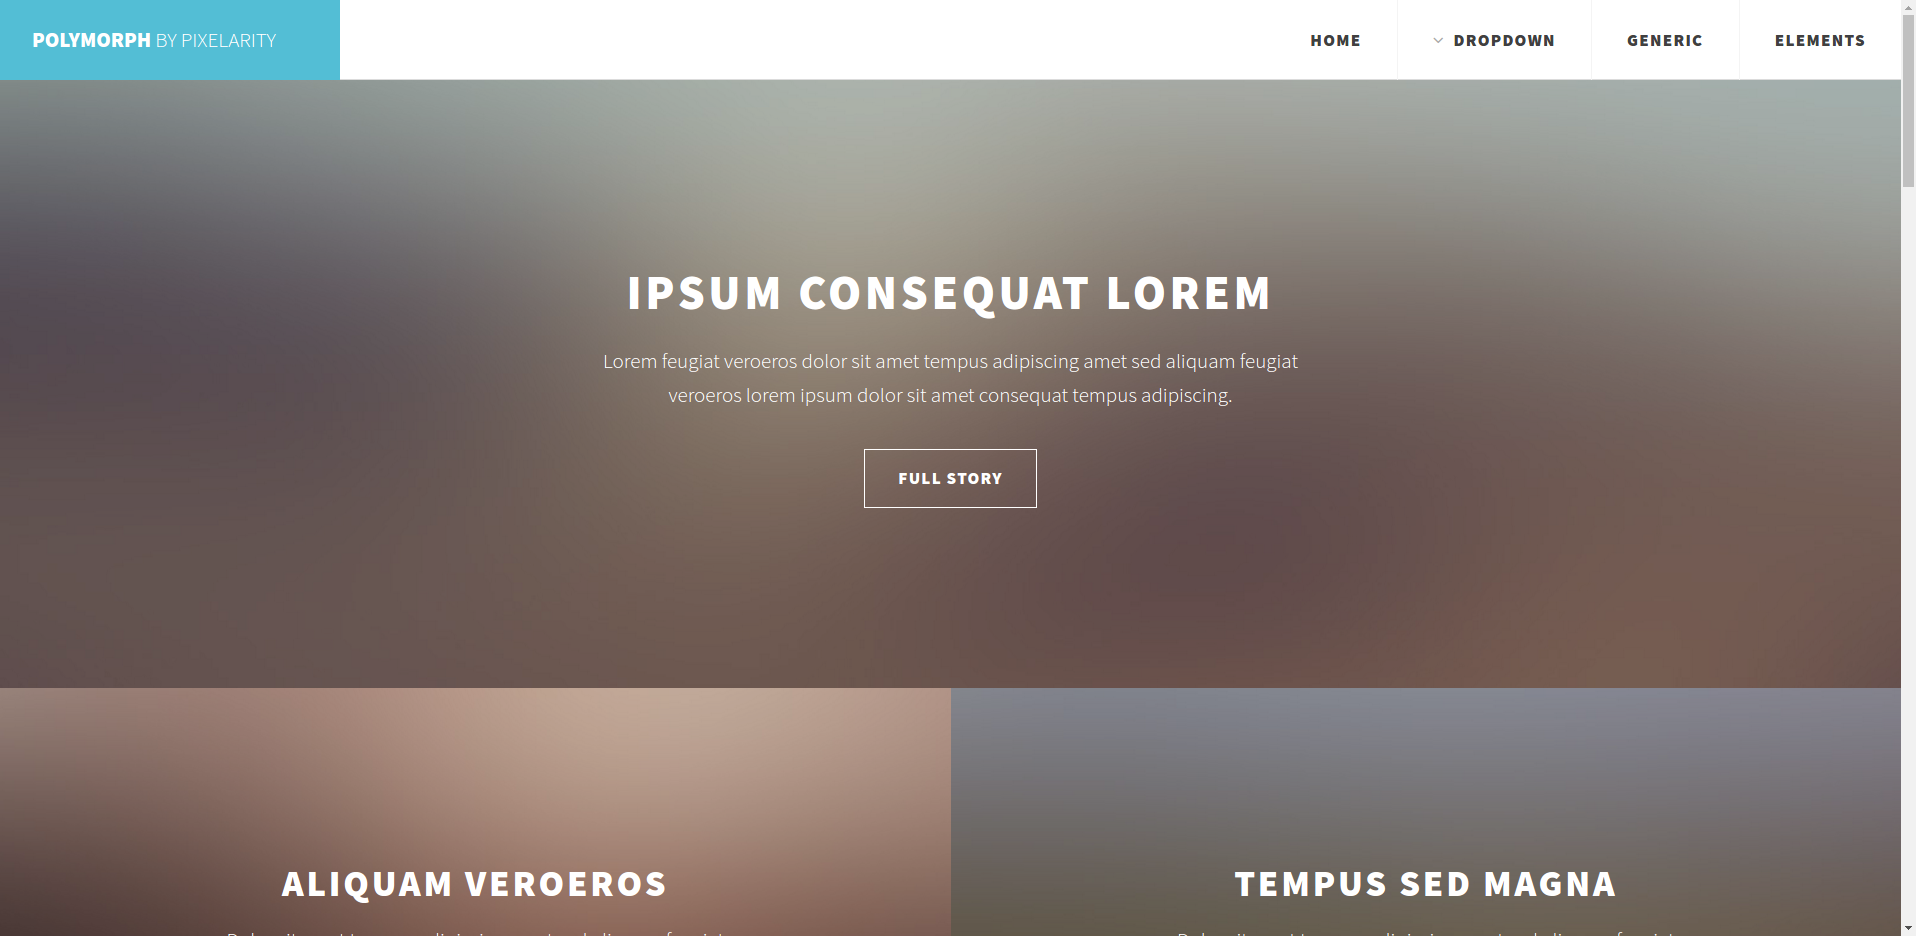 POLYMORPH BY PIXELARITY
HOME
DROPDOWN
GENERIC
ELEMENTS
IPSUM CONSEQUAT LOREM
Lorem feugiat veroeros dolor sit amet tempus adipiscing amet sed aliquam feugiat
veroeros lorem ipsum dolor sit amet consequat tempus adipiscing.
FULL STORY
ALIQUAM VEROEROS
TEMPUS SED MAGNA